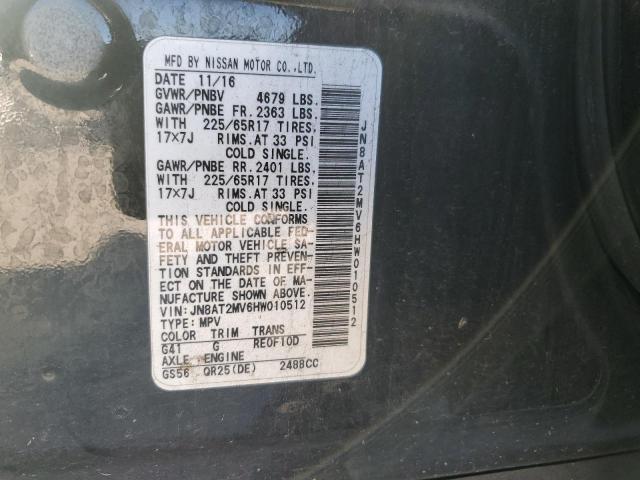 MFD BY NISSAN MOTOR CO.,LTD.
DATE 11/16
GVWR/PNBV 4679 LBS.
GAWR/PNBE FR. 2363 LBS.
WITH 225/65R17 TIRES.
17×7J RIMS.AT 33 PSI
COLD SINGLE.
GAWR/PNBE RR. 2401 LBS.
WITH 225/65R17 TIRES.
17×7J RIMS.AT 33 PSI
COLD SINGLE.
THIS VEHICLE CONFORMS
TO ALL APPLICABLE FED-
ERAL MOTOR VEHICLE SA-
FETY AND THEFT PREVEN-
TION STANDARDS IN EFF-
ECT ON THE DATE OF MA-
NUFACTURE SHOWN ABOVE.
VIN:JN8AT2MV6HW010512
TYPE:MPV
COLOR TRIM TRANS
G41 G RE0F10D
AXLE ENGINE
GS56 QR25(DE) 2488CC
JN8AT2MV6HW010512